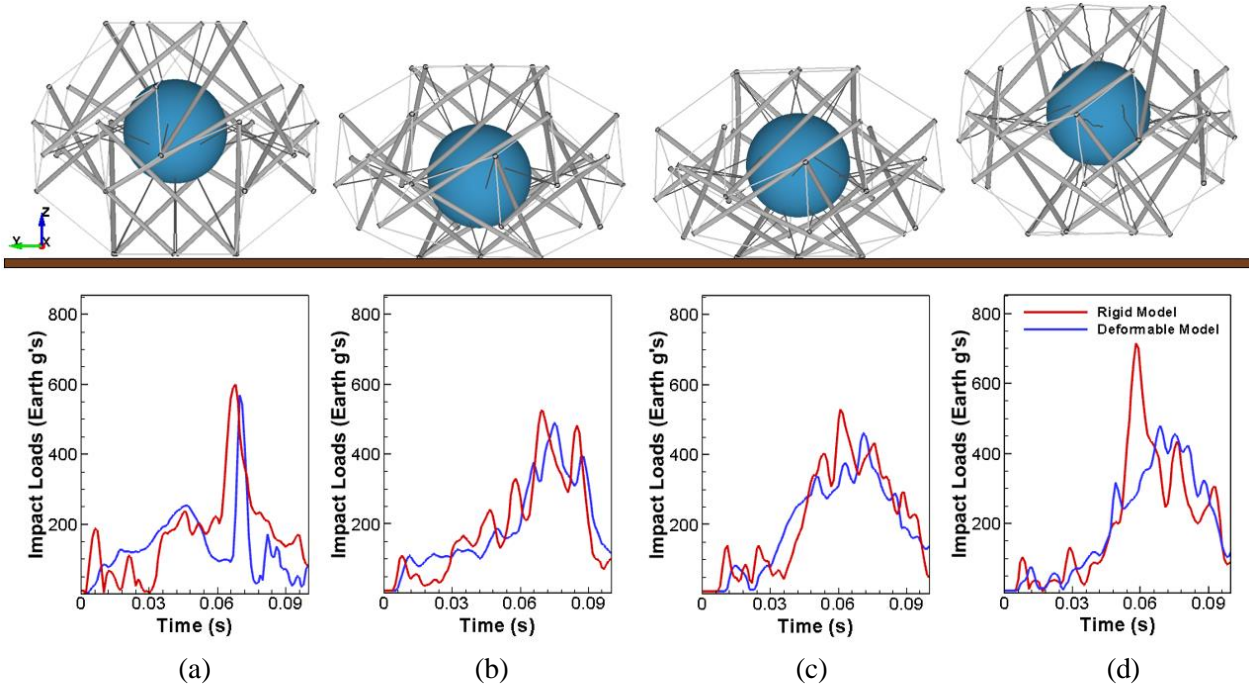 Z
Y
X
Impact Loads (Earth g's)
800
600
400
200
0
0.03
0.06
0.09
Time (s)
(a)
Impact Loads (Earth g's)
800
600
400
200
0
0.03
0.06
0.09
Time (s)
(b)
Impact Loads (Earth g's)
800
600
400
200
0
0.03
0.06
0.09
Time (s)
(c)
Impact Loads (Earth g's)
800
600
400
200
0
0.03
0.06
0.09
Time (s)
Rigid Model
Deformable Model
(d)